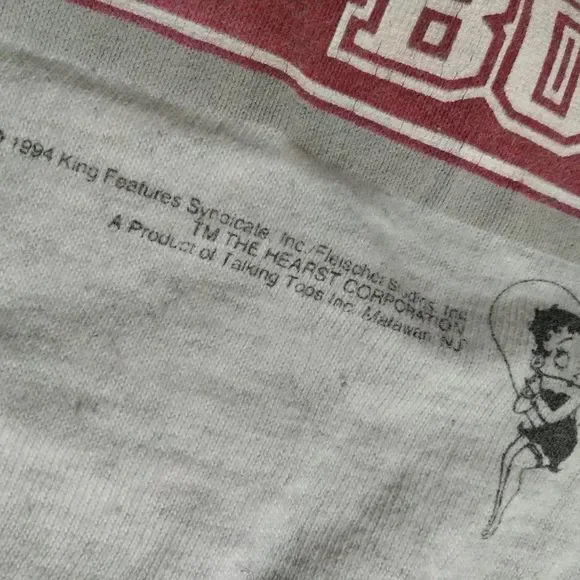 BO
© 1994 King Features Syndicate, Inc./Fleischer Studios, Inc.
TM THE HEARST CORPORATION
A Product of Talking Tops Inc. Matawan, NJ